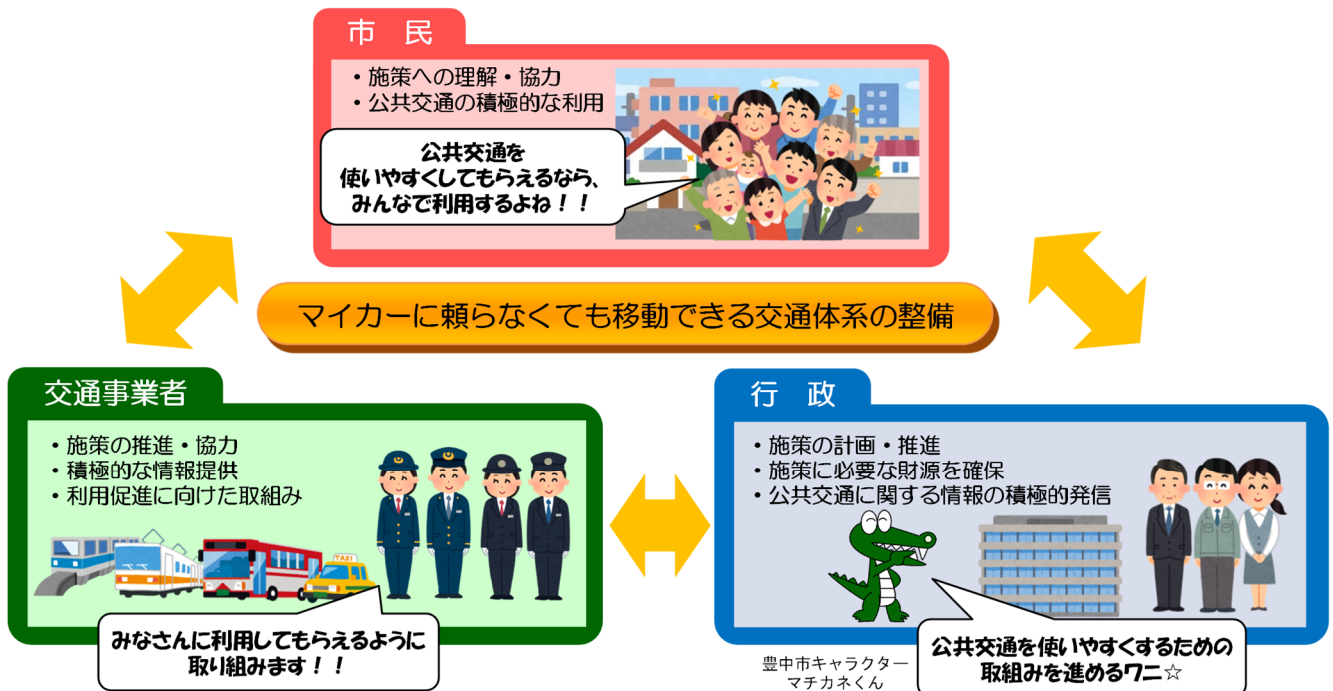 市　民
・施策への理解・協力
・公共交通の積極的な利用
公共交通を
使いやすくしてもらえるなら、
みんなで利用するよね！！
マイカーに頼らなくても移動できる交通体系の整備
交通事業者
・施策の推進・協力
・積極的な情報提供
・利用促進に向けた取組み
TAXI
みなさんに利用してもらえるように
取り組みます！！
行　政
・施策の計画・推進
・施策に必要な財源を確保
・公共交通に関する情報の積極的発信
公共交通を使いやすくするための
取組みを進めるワニ☆
豊中市キャラクター
マチカネくん